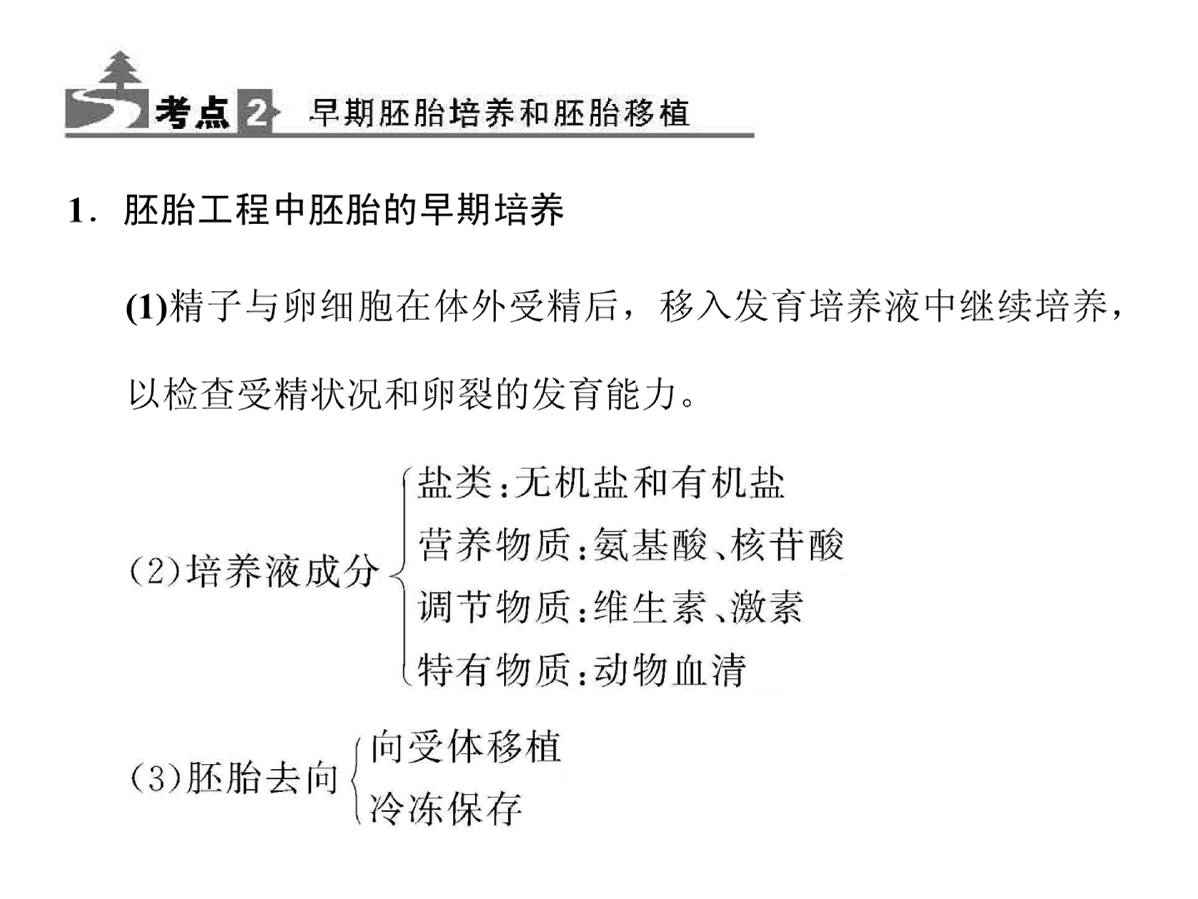 考点2 早期胚胎培养和胚胎移植
1．胚胎工程中胚胎的早期培养
(1)精子与卵细胞在体外受精后，移入发育培养液中继续培养，
以检查受精状况和卵裂的发育能力。
(2)培养液成分
盐类:无机盐和有机盐
营养物质:氨基酸、核苷酸
调节物质:维生素、激素
特有物质:动物血清
(3)胚胎去向
向受体移植
冷冻保存